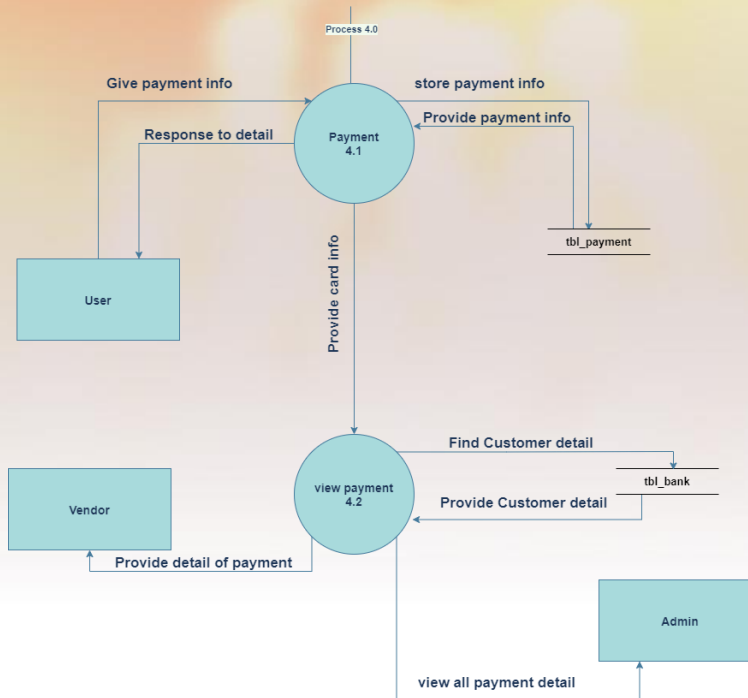 Process 4.0
Give payment info
store payment info
Provide payment info
Response to detail
Payment
4.1
tbl_payment
User
Provide card info
Find Customer detail
tbl_bank
view payment
4.2
Provide Customer detail
Vendor
Provide detail of payment
Admin
view all payment detail